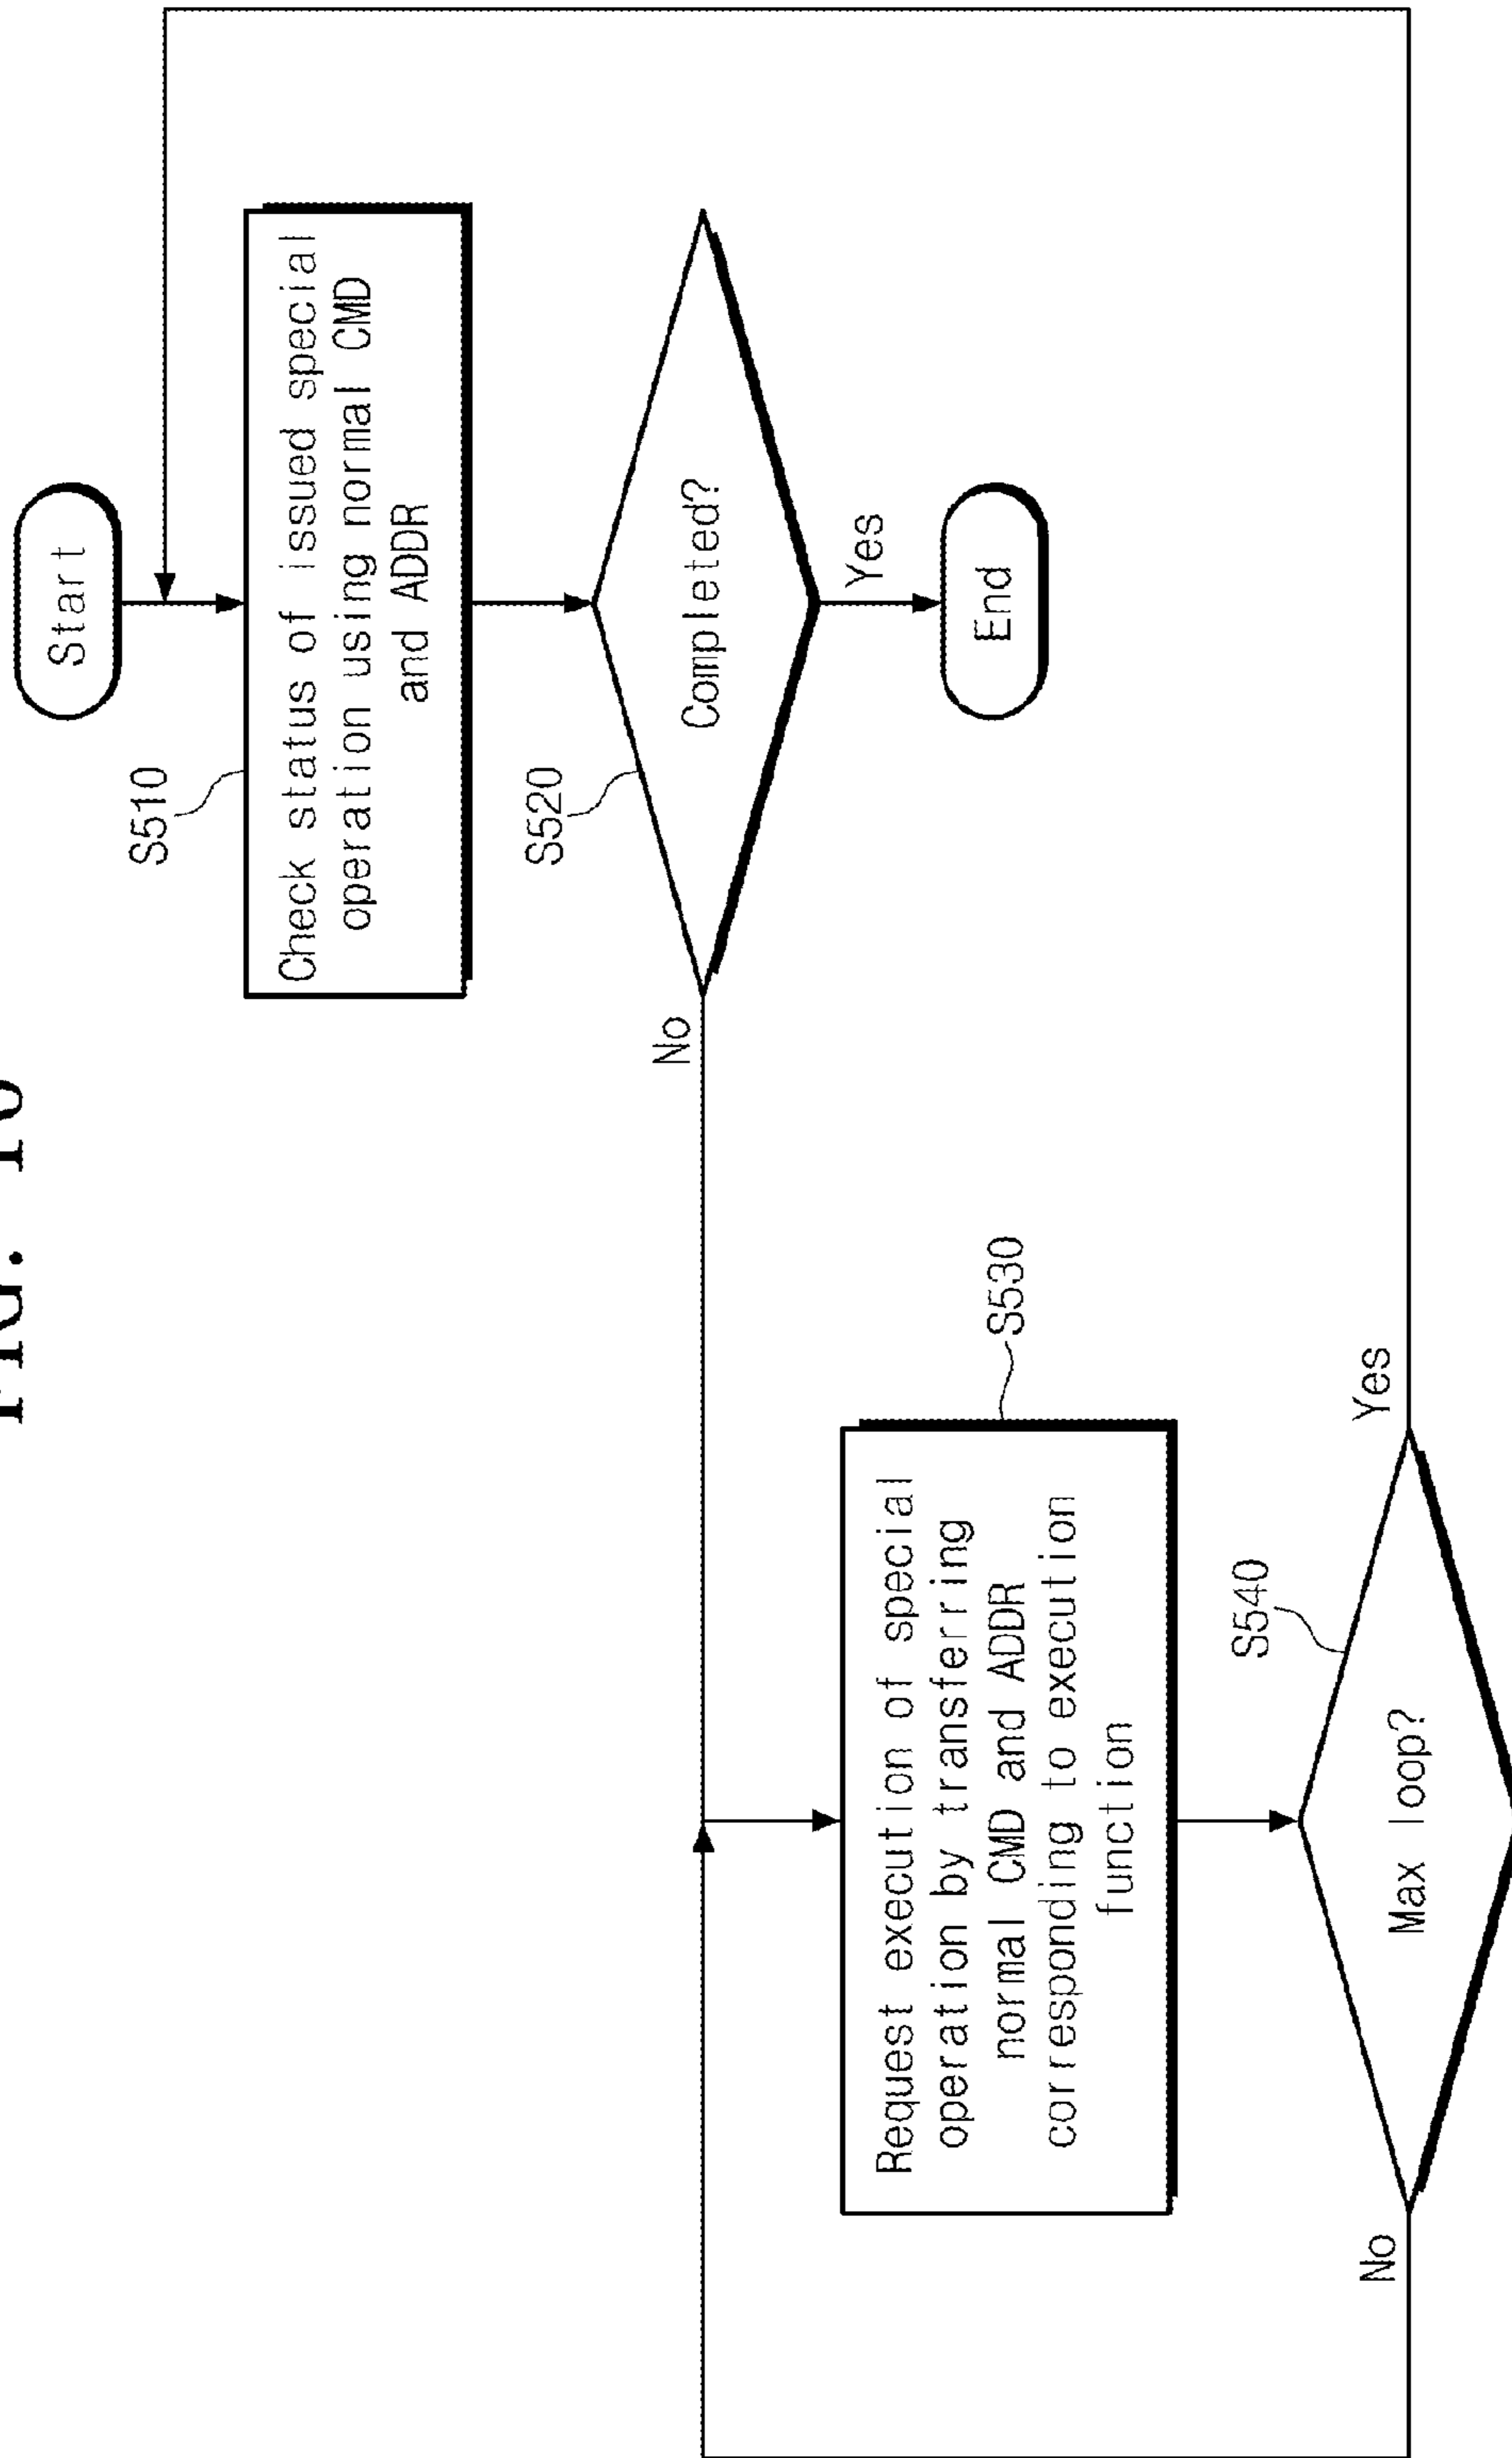 Start
S510
Check status of issued special
operation using normal CMD
and ADDR
S520
Completed?
No
Yes
End
S530
Request execution of special
operation by transferring
normal CMD and ADDR
corresponding to execution
function
S540
Max loop?
No
Yes